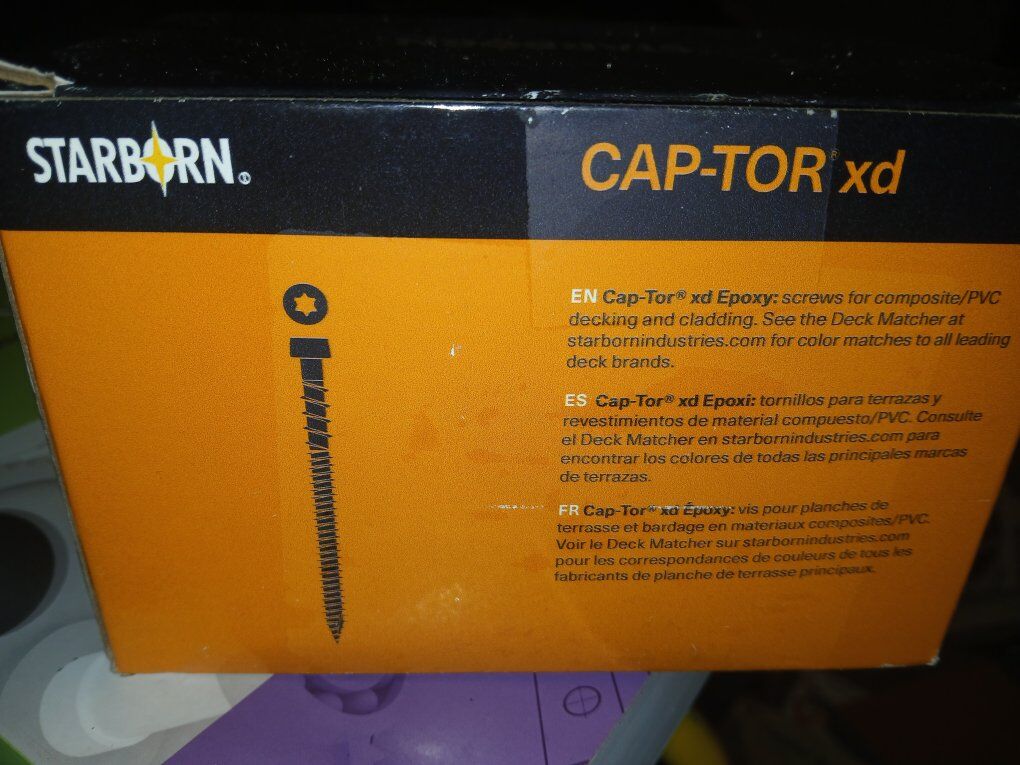 STARBORN®
CAP-TOR® xd
EN Cap-Tor® xd Epoxy: screws for composite/PVC
decking and cladding. See the Deck Matcher at
starbornindustries.com for color matches to all leading
deck brands.
ES Cap-Tor® xd Epoxi: tornillos para terrazas y
revestimientos de material compuesto/PVC. Consulte
el Deck Matcher en starbornindustries.com para
encontrar los colores de todas las principales marcas
de terrazas.
FR Cap-Tor® xd Époxy: vis pour planches de
terrasse et bardage en materiaux composites/PVC.
Voir le Deck Matcher sur starbornindustries.com
pour les correspondances de couleurs de tous les
fabricants de planche de terrasse principaux.